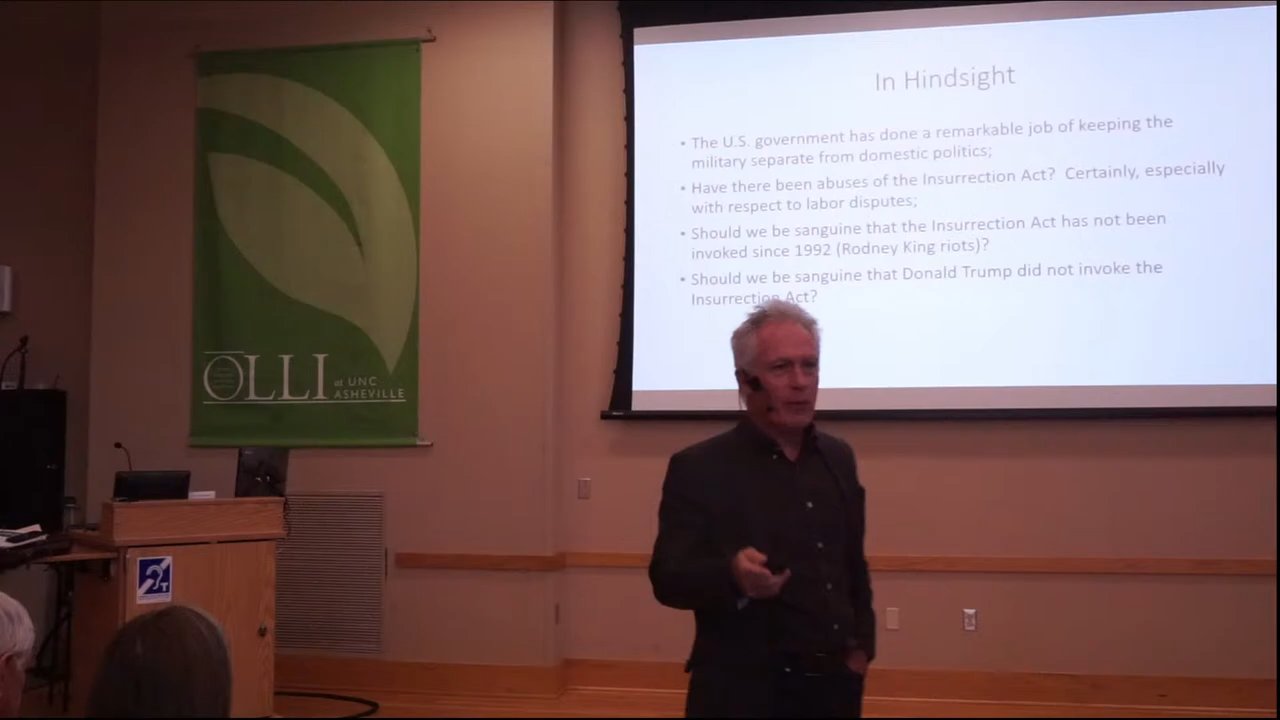 In Hindsight
• The U.S. government has done a remarkable job of keeping the
military separate from domestic politics;
• Have there been abuses of the Insurrection Act? Certainly, especially
with respect to labor disputes;
• Should we be sanguine that the Insurrection Act has not been
invoked since 1992 (Rodney King riots)?
• Should we be sanguine that Donald Trump did not invoke the
Insurrection Act?
OLLI at UNC
ASHEVILLE
T